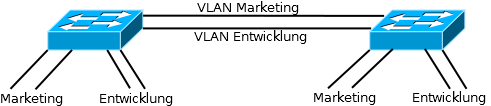 VLAN Marketing
VLAN Entwicklung
Marketing
Entwicklung
Marketing
Entwicklung